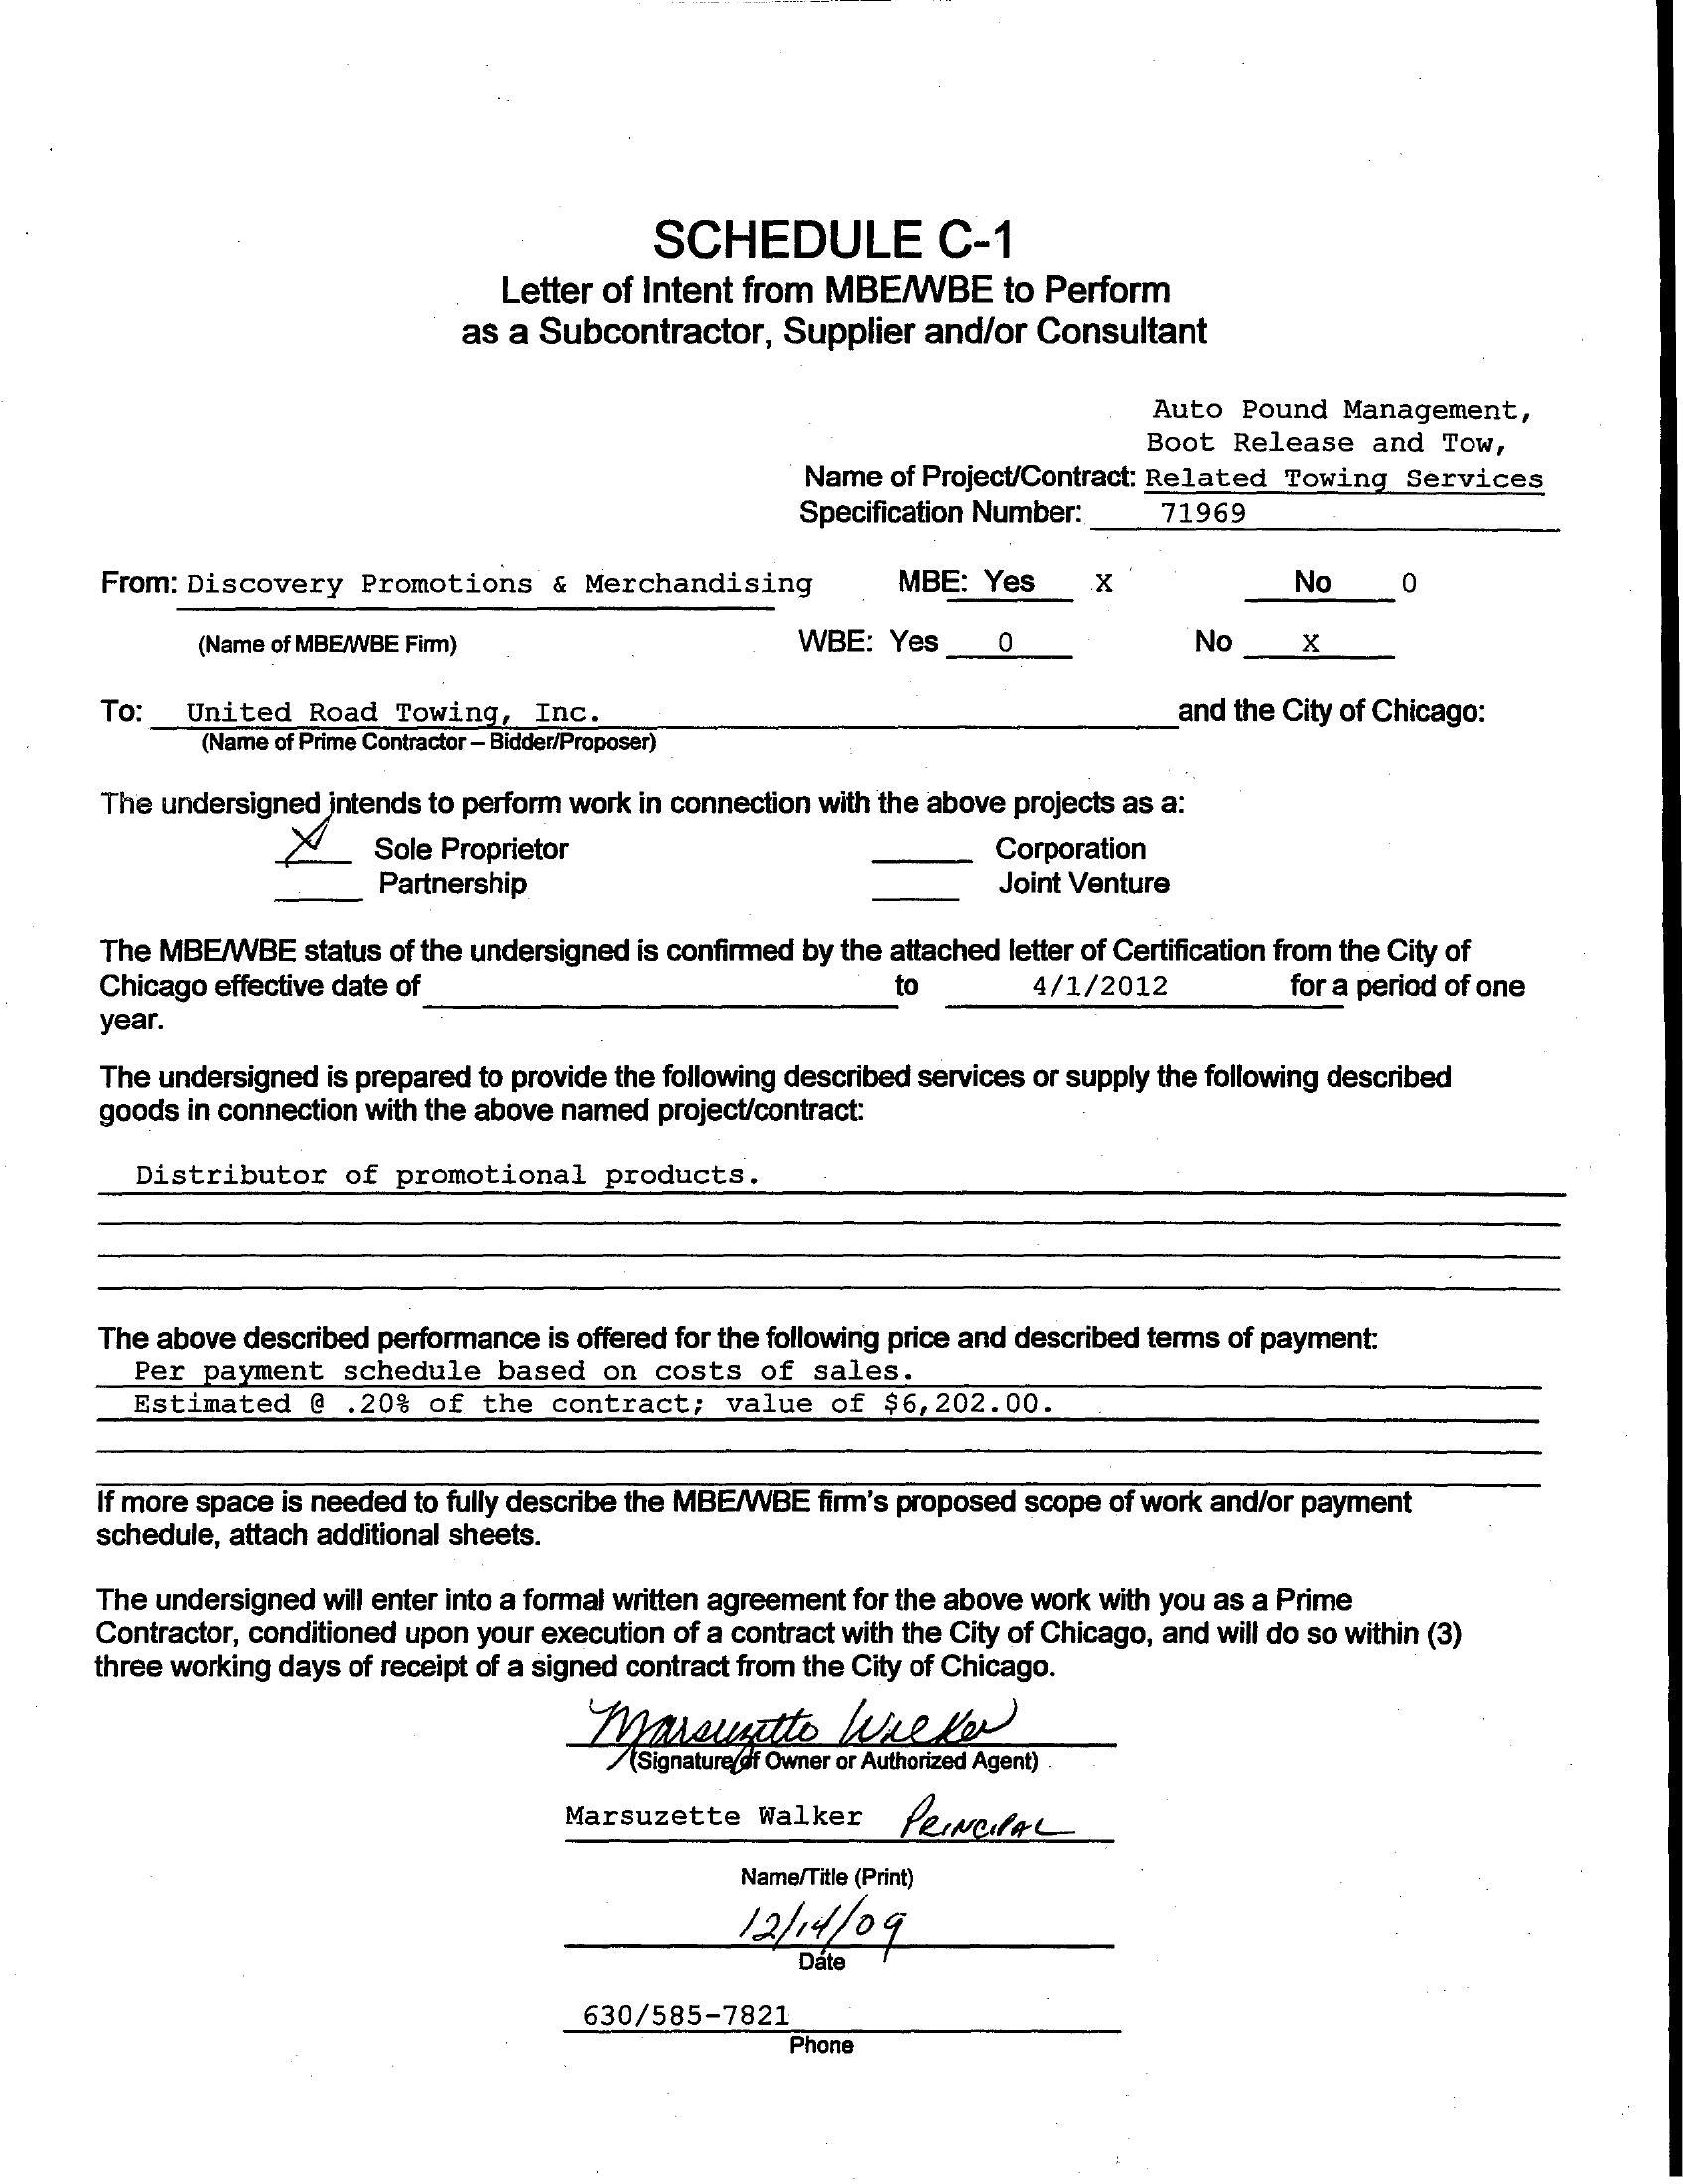 SCHEDULE C-1
Letter of Intent from MBE/WBE to Perform
as a Subcontractor, Supplier and/or Consultant
Auto Pound Management,
Boot Release and Tow,
Name of Project/Contract: Related Towing Services
Specification Number: 71969
From: Discovery Promotions & Merchandising MBE: Yes X No 0
(Name of MBE/WBE Firm) WBE: Yes 0 No X
To: United Road Towing, Inc. and the City of Chicago:
(Name of Prime Contractor – Bidder/Proposer)
The undersigned intends to perform work in connection with the above projects as a:
X Sole Proprietor Corporation
Partnership Joint Venture
The MBE/WBE status of the undersigned is confirmed by the attached letter of Certification from the City of
Chicago effective date of to 4/1/2012 for a period of one
year.
The undersigned is prepared to provide the following described services or supply the following described
goods in connection with the above named project/contract:
Distributor of promotional products.
The above described performance is offered for the following price and described terms of payment:
Per payment schedule based on costs of sales.
Estimated @ .20% of the contract; value of $6,202.00.
If more space is needed to fully describe the MBE/WBE firm's proposed scope of work and/or payment
schedule, attach additional sheets.
The undersigned will enter into a formal written agreement for the above work with you as a Prime
Contractor, conditioned upon your execution of a contract with the City of Chicago, and will do so within (3)
three working days of receipt of a signed contract from the City of Chicago.
Marsuzette Walker
(Signature of Owner or Authorized Agent)
Marsuzette Walker PRINCIPAL
Name/Title (Print)
12/14/09
Date
630/585-7821
Phone